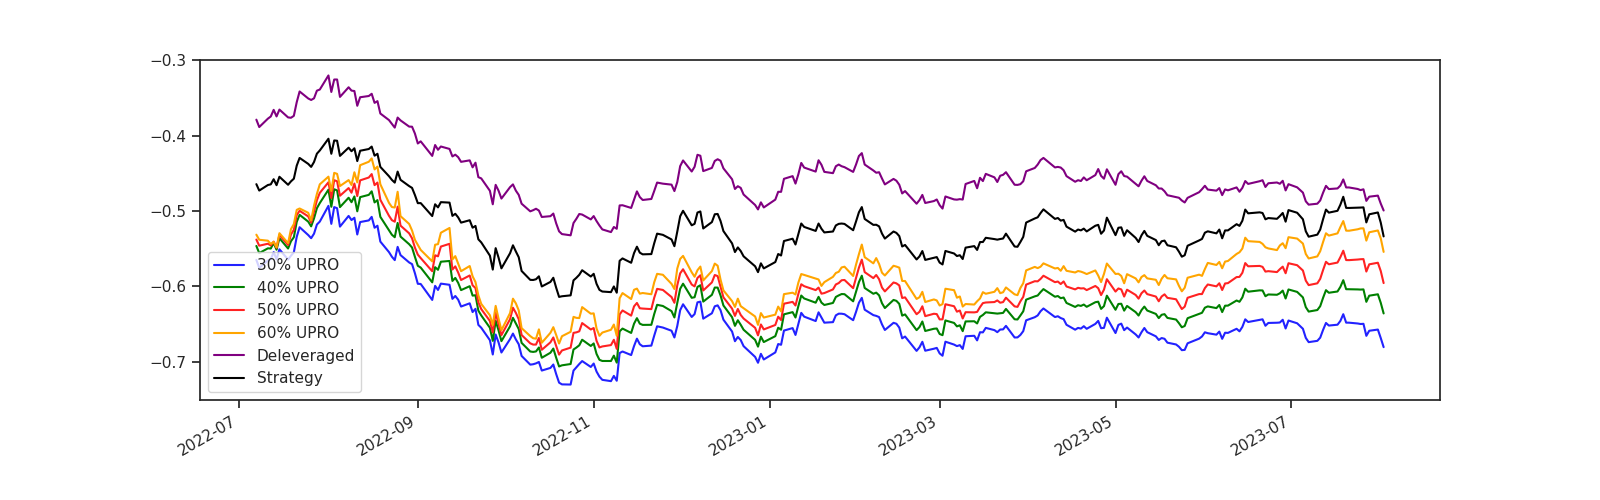 −0.3
−0.4
−0.5
−0.6
−0.7
30% UPRO
40% UPRO
50% UPRO
60% UPRO
Deleveraged
Strategy
2022-07
2022-09
2022-11
2023-01
2023-03
2023-05
2023-07